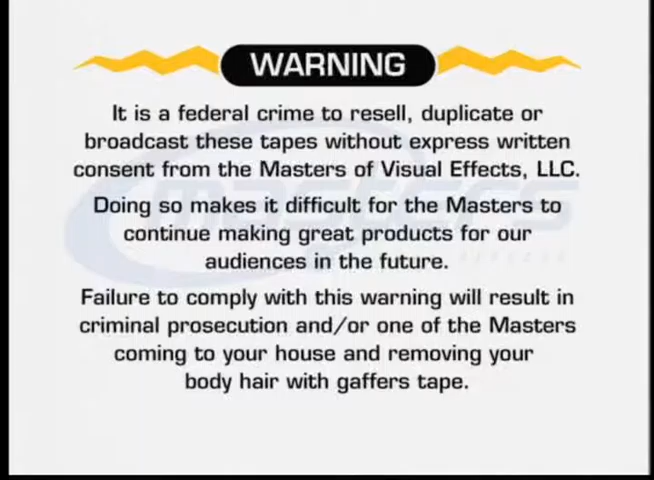 WARNING
It is a federal crime to resell, duplicate or
broadcast these tapes without express written
consent from the Masters of Visual Effects, LLC.
Doing so makes it difficult for the Masters to
continue making great products for our
audiences in the future.
Failure to comply with this warning will result in
criminal prosecution and/or one of the Masters
coming to your house and removing your
body hair with gaffers tape.
masters